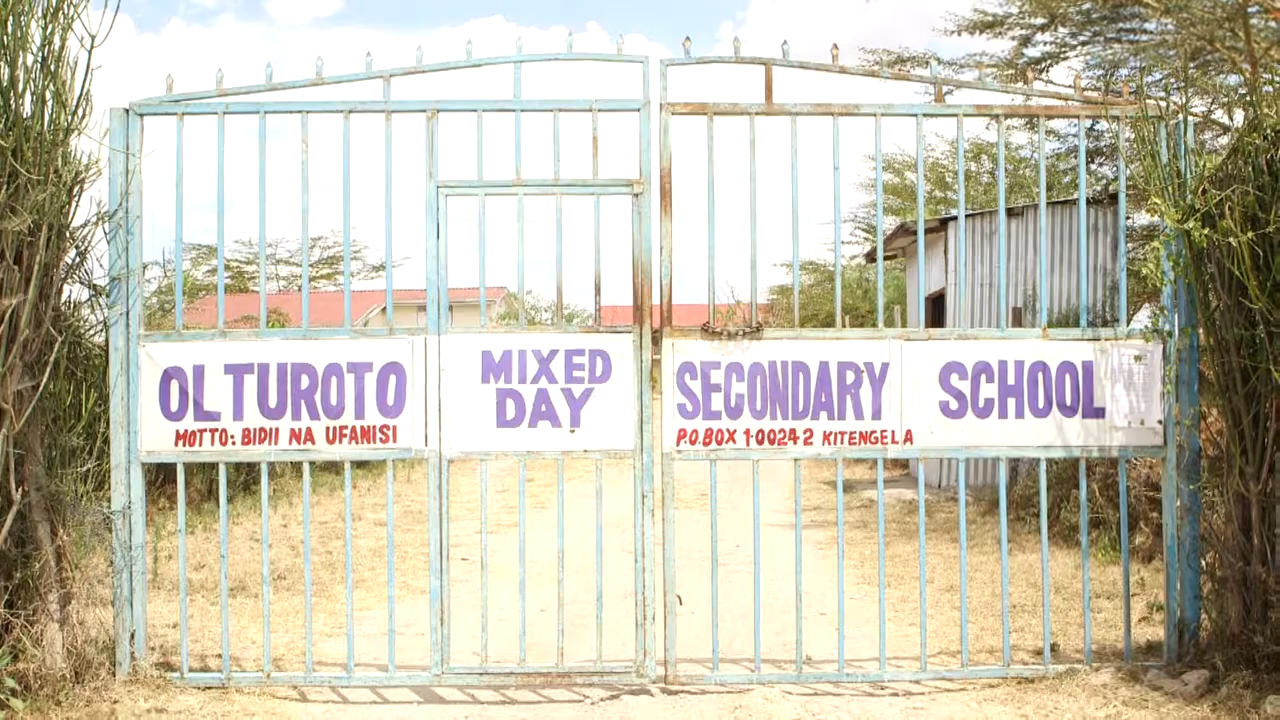 OLTUROTO MIXED DAY SECONDARY SCHOOL
MOTTO: BIDII NA UFANISI
P.O.BOX 1-00242 KITENGELA